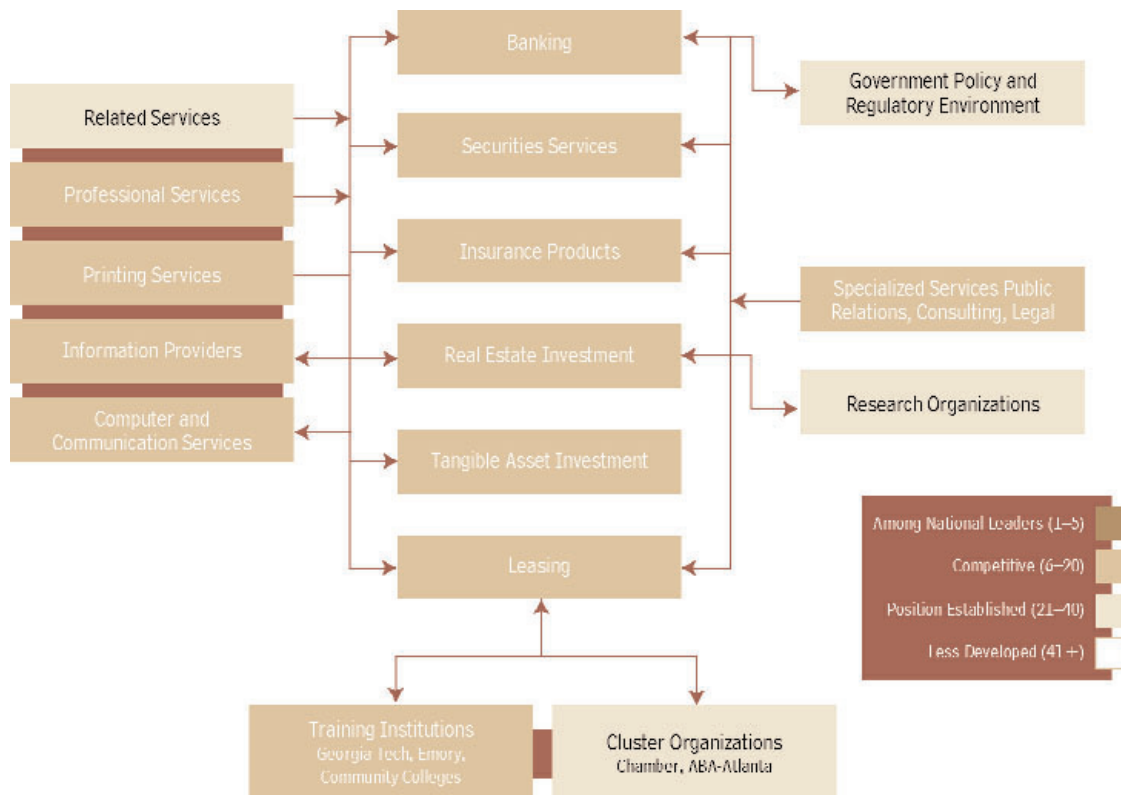 Banking
Government Policy and
Regulatory Environment
Related Services
Securities Services
Professional Services
Insurance Products
Printing Services
Specialized Services Public
Relations, Consulting, Legal
Information Providers
Real Estate Investment
Research Organizations
Computer and
Communication Services
Tangible Asset Investment
Among National Leaders (1–5)
Competitive (6–20)
Leasing
Position Established (21–40)
Less Developed (41+)
Training Institutions
Georgia Tech, Emory,
Community Colleges
Cluster Organizations
Chamber, ABA-Atlanta